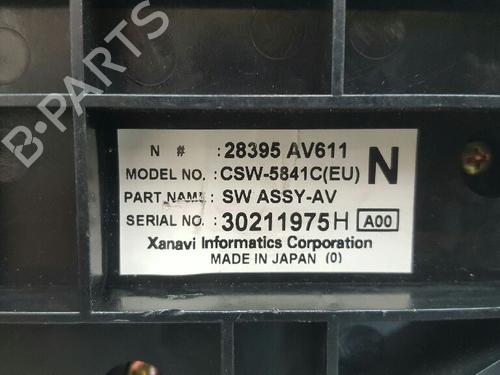 B-PARTS
N # : 28395 AV611
MODEL NO. : CSW-5841C(EU) N
PART NAME : SW ASSY-AV
SERIAL NO. : 30211975H A00
Xanavi Informatics Corporation
MADE IN JAPAN (0)